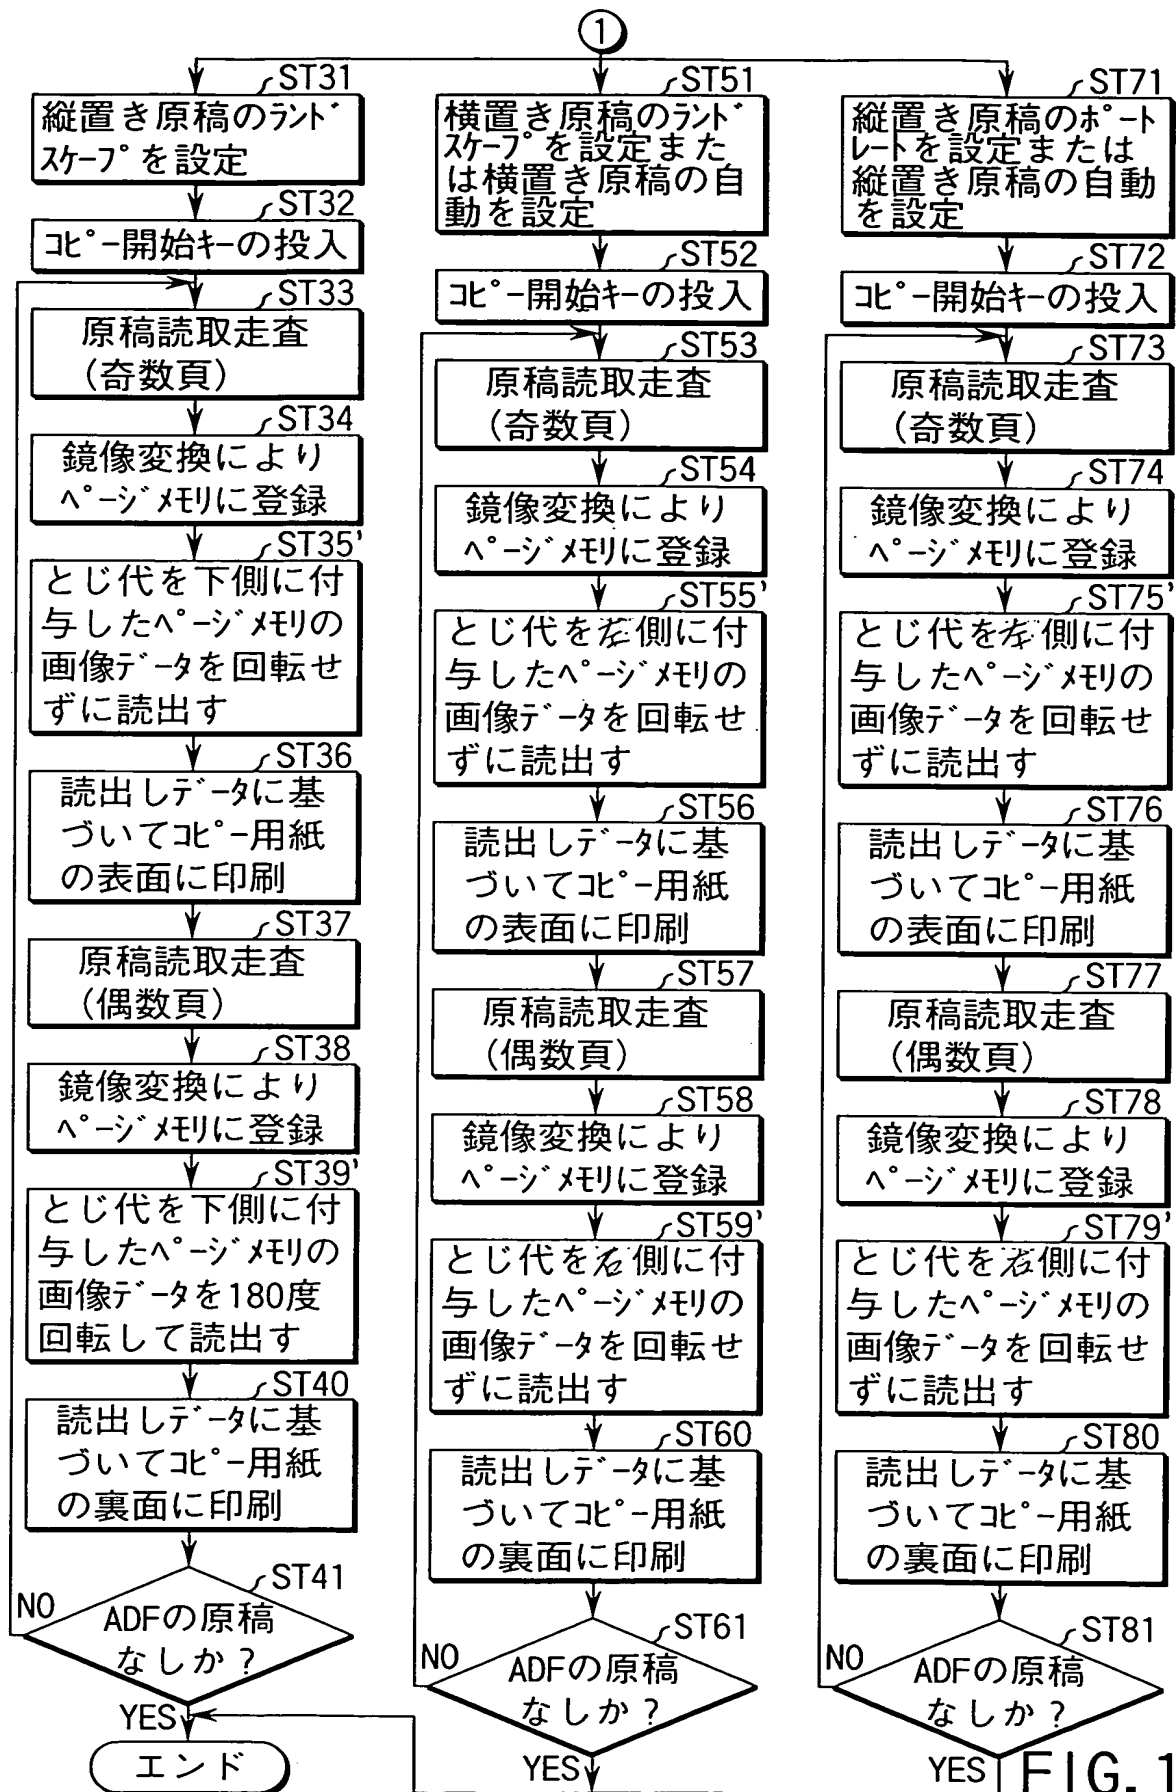 1
ST31
縦置き原稿のランド
スケープを設定
ST32
コピー開始キーの投入
ST33
原稿読取走査
(奇数頁)
ST34
鏡像変換により
ページメモリに登録
ST35'
とじ代を下側に付
与したページメモリの
画像データを回転せ
ずに読出す
ST36
読出しデータに基
づいてコピー用紙
の表面に印刷
ST37
原稿読取走査
(偶数頁)
ST38
鏡像変換により
ページメモリに登録
ST39'
とじ代を下側に付
与したページメモリの
画像データを180度
回転して読出す
ST40
読出しデータに基
づいてコピー用紙
の裏面に印刷
ST41
NO
ADFの原稿
なしか?
YES
エンド
ST51
横置き原稿のランド
スケープを設定また
は横置き原稿の自
動を設定
ST52
コピー開始キーの投入
ST53
原稿読取走査
(奇数頁)
ST54
鏡像変換により
ページメモリに登録
ST55'
とじ代を左側に付
与したページメモリの
画像データを回転せ
ずに読出す
ST56
読出しデータに基
づいてコピー用紙
の表面に印刷
ST57
原稿読取走査
(偶数頁)
ST58
鏡像変換により
ページメモリに登録
ST59'
とじ代を右側に付
与したページメモリの
画像データを回転せ
ずに読出す
ST60
読出しデータに基
づいてコピー用紙
の裏面に印刷
ST61
NO
ADFの原稿
なしか?
YES
ST71
縦置き原稿のポート
レートを設定または
縦置き原稿の自動
を設定
ST72
コピー開始キーの投入
ST73
原稿読取走査
(奇数頁)
ST74
鏡像変換により
ページメモリに登録
ST75'
とじ代を左側に付
与したページメモリの
画像データを回転せ
ずに読出す
ST76
読出しデータに基
づいてコピー用紙
の表面に印刷
ST77
原稿読取走査
(偶数頁)
ST78
鏡像変換により
ページメモリに登録
ST79'
とじ代を右側に付
与したページメモリの
画像データを回転せ
ずに読出す
ST80
読出しデータに基
づいてコピー用紙
の裏面に印刷
ST81
NO
ADFの原稿
なしか?
YES
FIG. 1